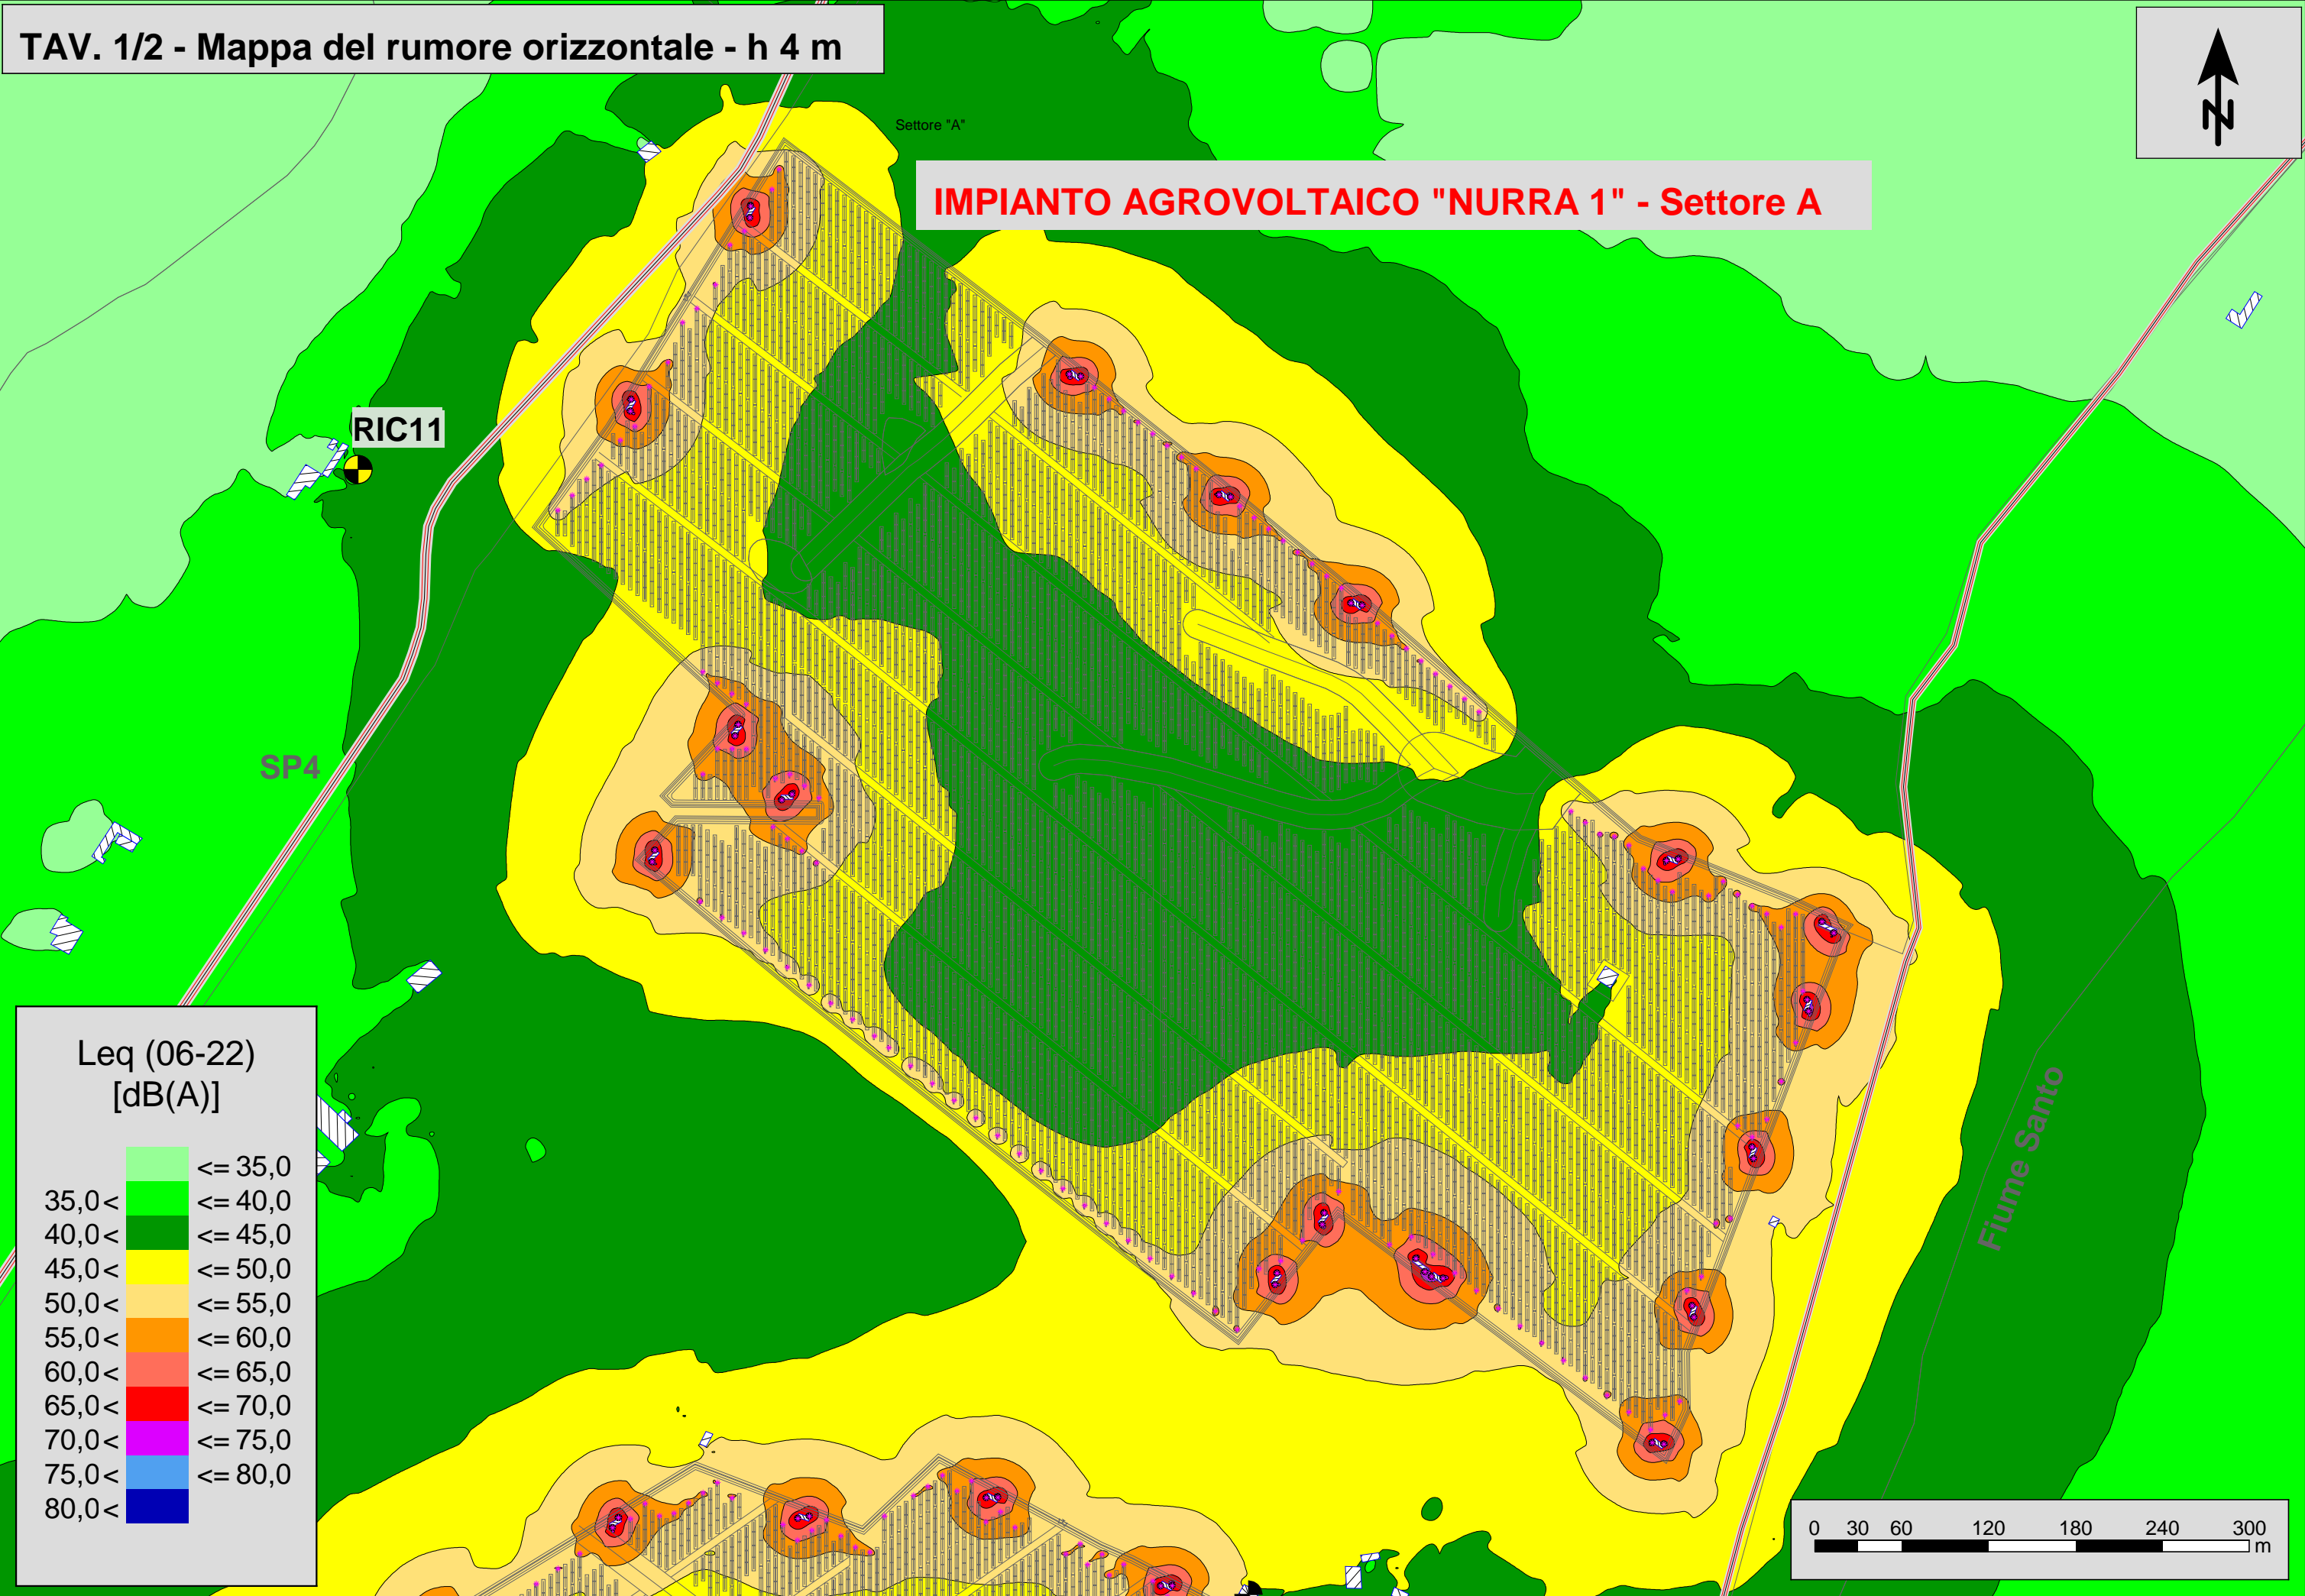 TAV. 1/2 - Mappa del rumore orizzontale - h 4 m
N
Settore "A"
IMPIANTO AGROVOLTAICO "NURRA 1" - Settore A
RIC11
SP4
Fiume Santo
Leq (06-22)
[dB(A)]
<= 35,0
35,0< <= 40,0
40,0< <= 45,0
45,0< <= 50,0
50,0< <= 55,0
55,0< <= 60,0
60,0< <= 65,0
65,0< <= 70,0
70,0< <= 75,0
75,0< <= 80,0
80,0<
0 30 60 120 180 240 300
m